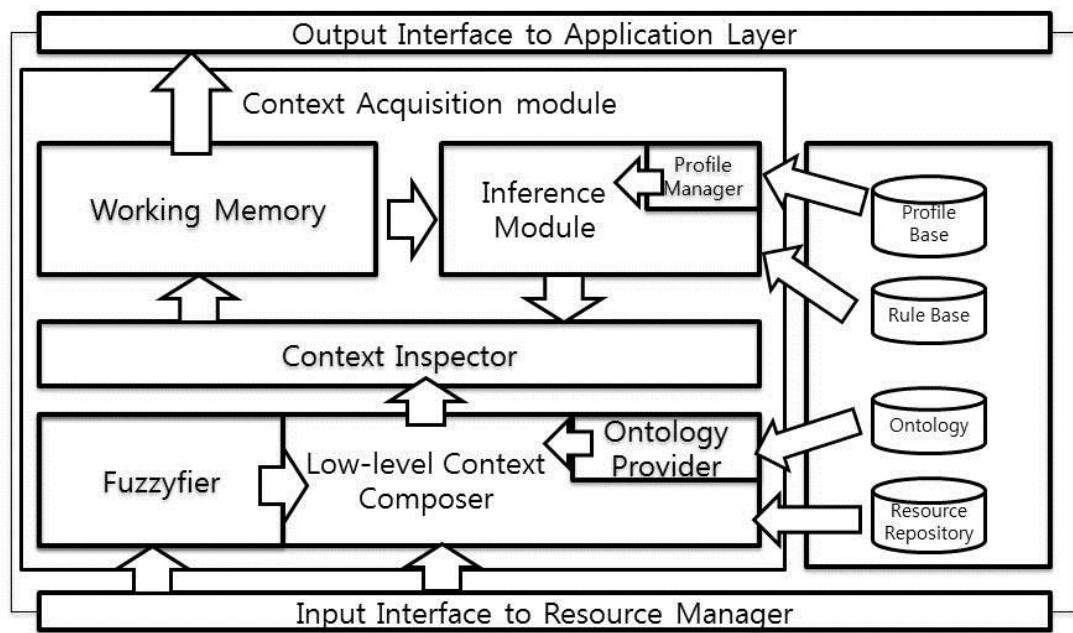 Output Interface to Application Layer
Context Acquisition module
Working Memory
Inference
Module
Profile
Manager
Profile
Base
Rule Base
Context Inspector
Fuzzyfier
Low-level Context
Composer
Ontology
Provider
Ontology
Resource
Repository
Input Interface to Resource Manager